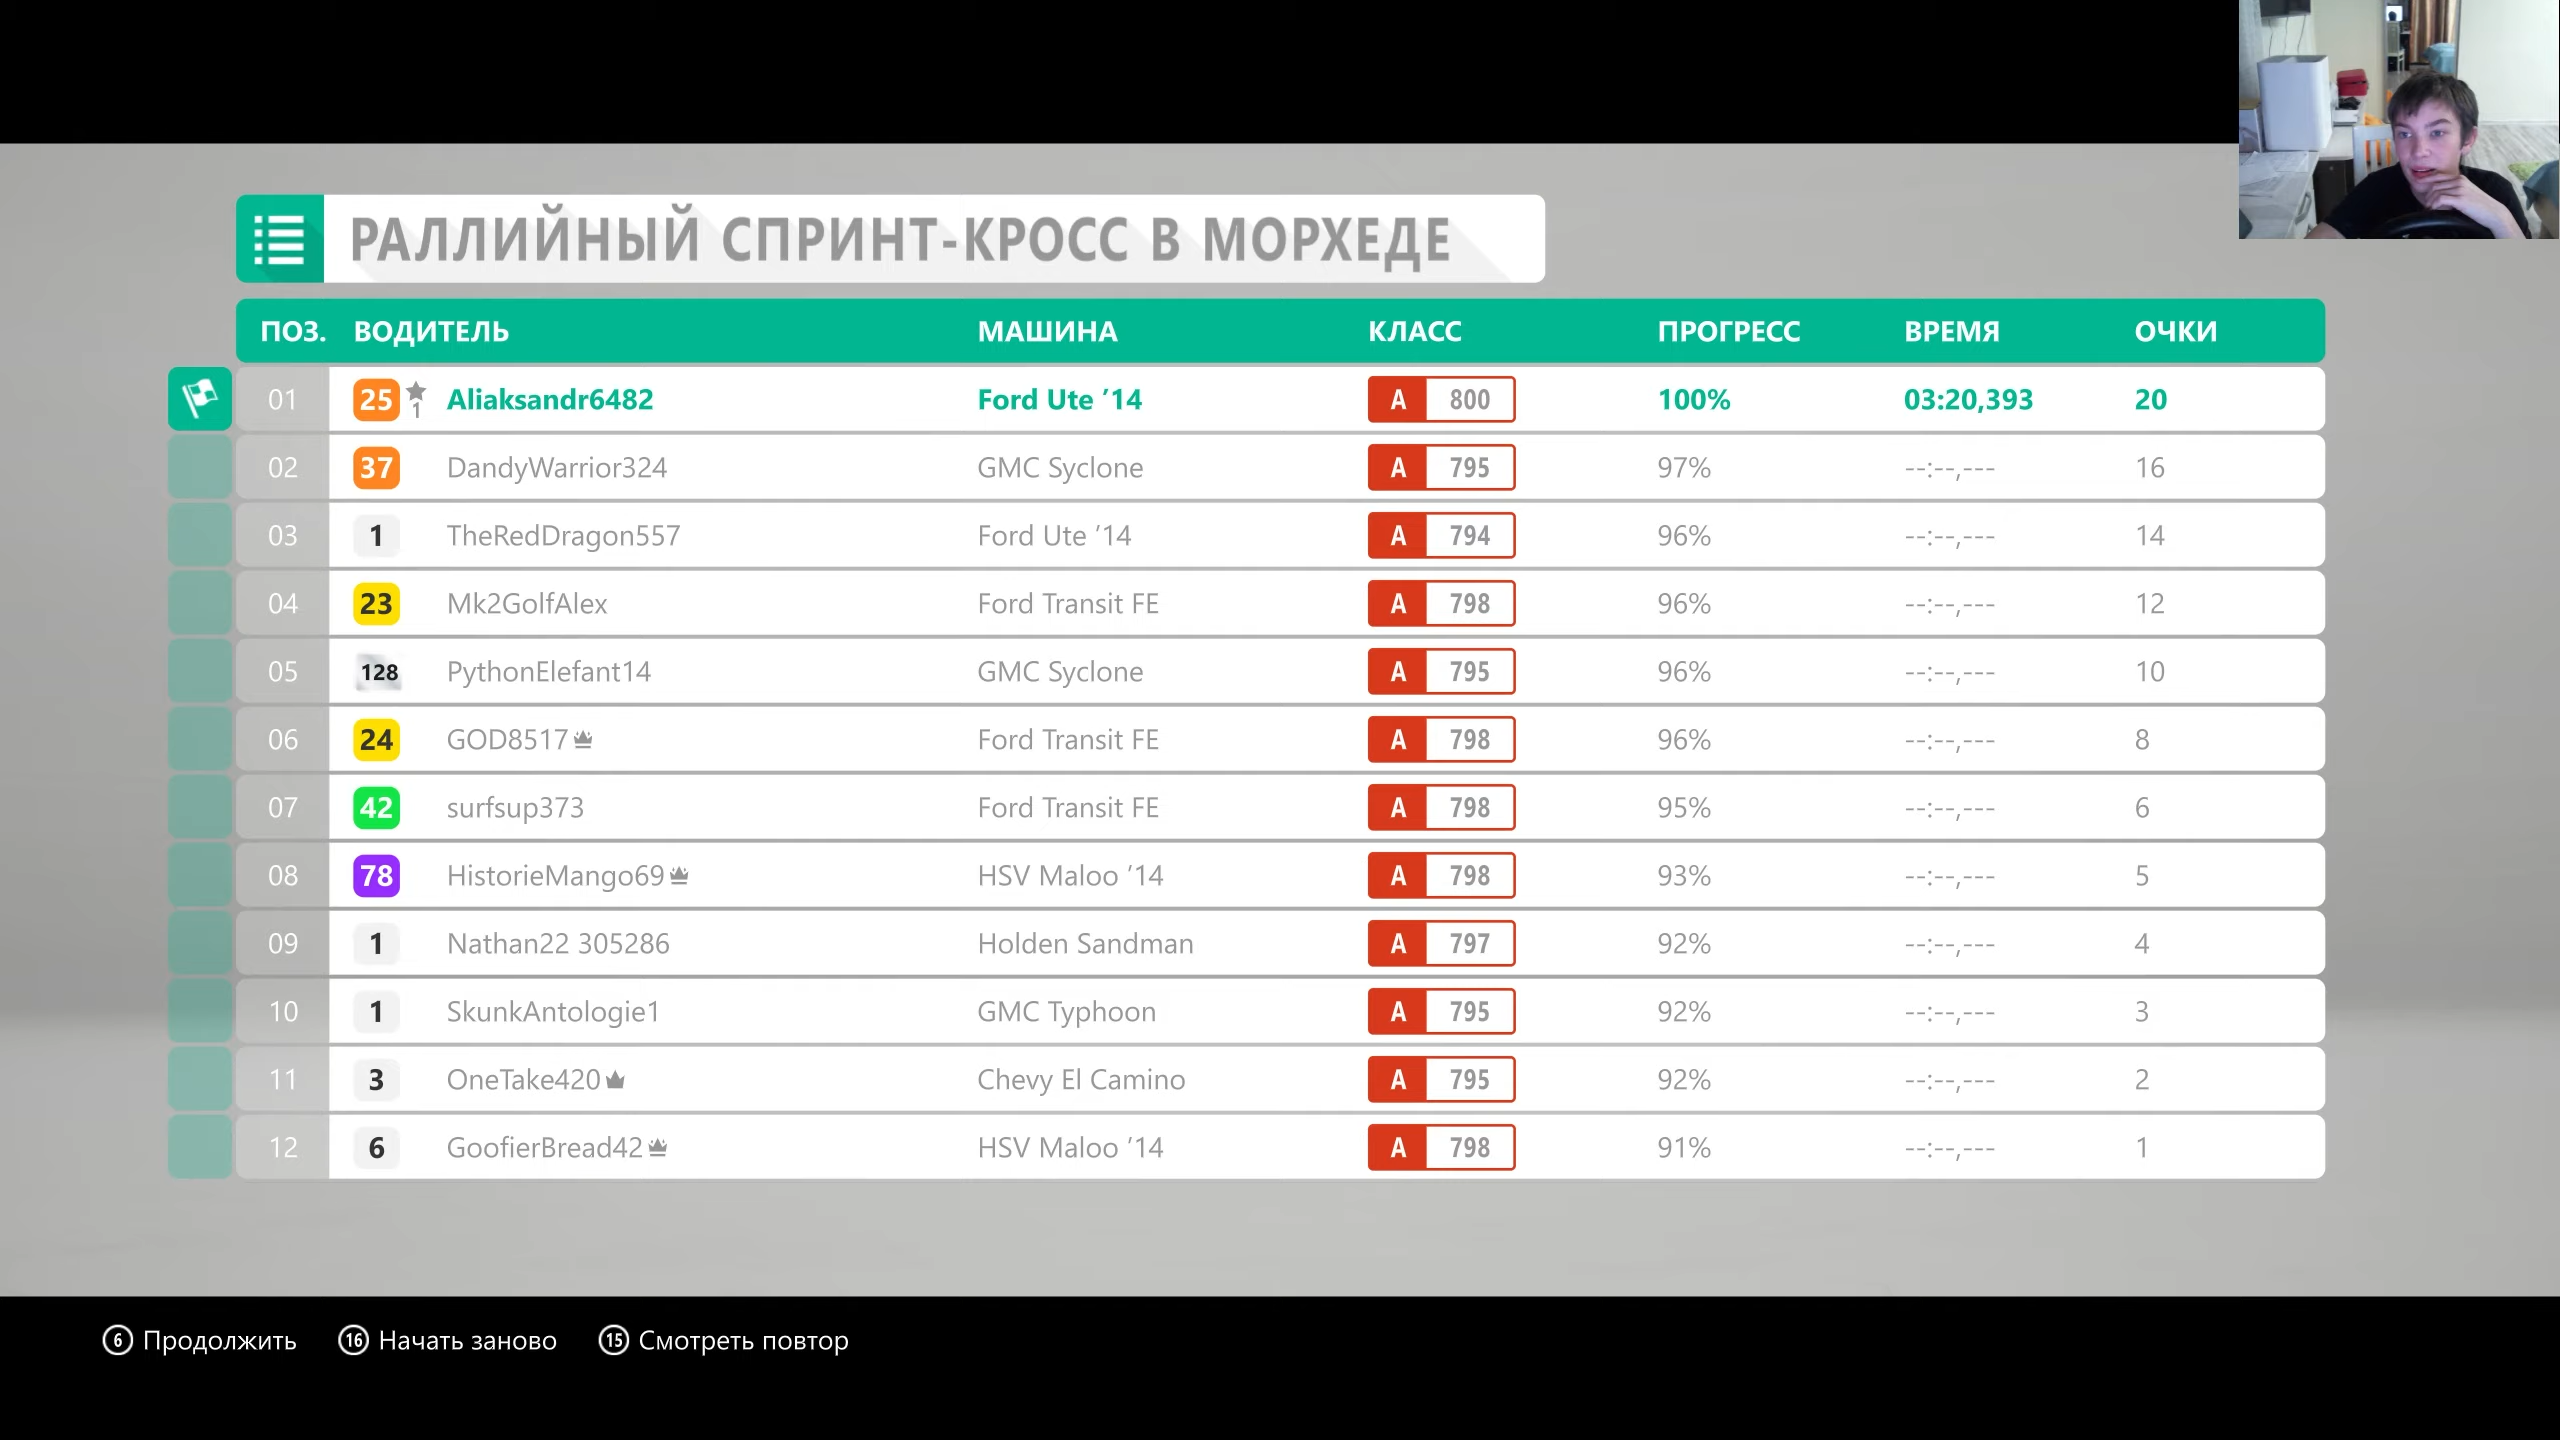 РАЛЛИЙНЫЙ СПРИНТ-КРОСС В МОРХЕДЕ
ПОЗ. ВОДИТЕЛЬ МАШИНА КЛАСС ПРОГРЕСС ВРЕМЯ ОЧКИ
01 25 1 Aliaksandr6482 Ford Ute ’14 A 800 100% 03:20,393 20
02 37 DandyWarrior324 GMC Syclone A 795 97% --:--,--- 16
03 1 TheRedDragon557 Ford Ute ’14 A 794 96% --:--,--- 14
04 23 Mk2GolfAlex Ford Transit FE A 798 96% --:--,--- 12
05 128 PythonElefant14 GMC Syclone A 795 96% --:--,--- 10
06 24 GOD8517 Ford Transit FE A 798 96% --:--,--- 8
07 42 surfsup373 Ford Transit FE A 798 95% --:--,--- 6
08 78 HistorieMango69 HSV Maloo ’14 A 798 93% --:--,--- 5
09 1 Nathan22 305286 Holden Sandman A 797 92% --:--,--- 4
10 1 SkunkAntologie1 GMC Typhoon A 795 92% --:--,--- 3
11 3 OneTake420 Chevy El Camino A 795 92% --:--,--- 2
12 6 GoofierBread42 HSV Maloo ’14 A 798 91% --:--,--- 1
6 Продолжить 16 Начать заново 15 Смотреть повтор